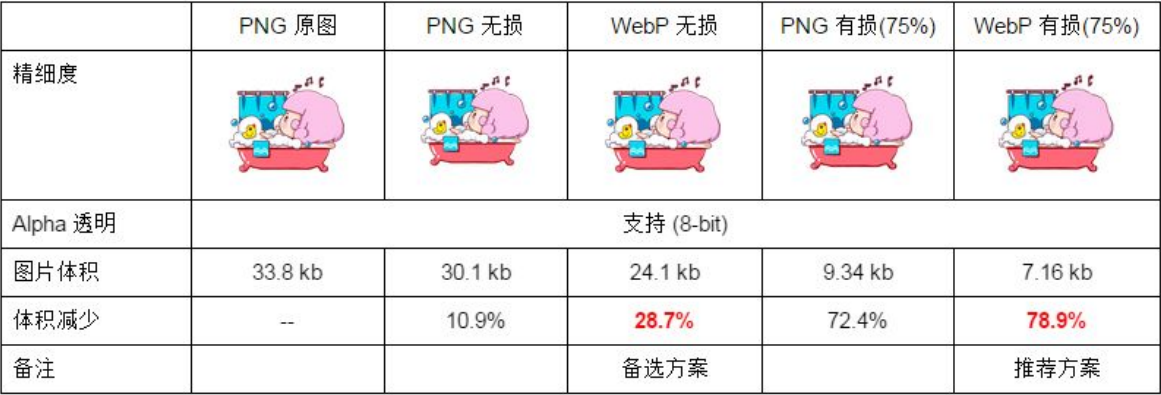 PNG 原图 PNG 无损 WebP 无损 PNG 有损(75%) WebP 有损(75%)
精细度
Alpha 透明 支持 (8-bit)
图片体积 33.8 kb 30.1 kb 24.1 kb 9.34 kb 7.16 kb
体积减少 -- 10.9% 28.7% 72.4% 78.9%
备注 备选方案 推荐方案